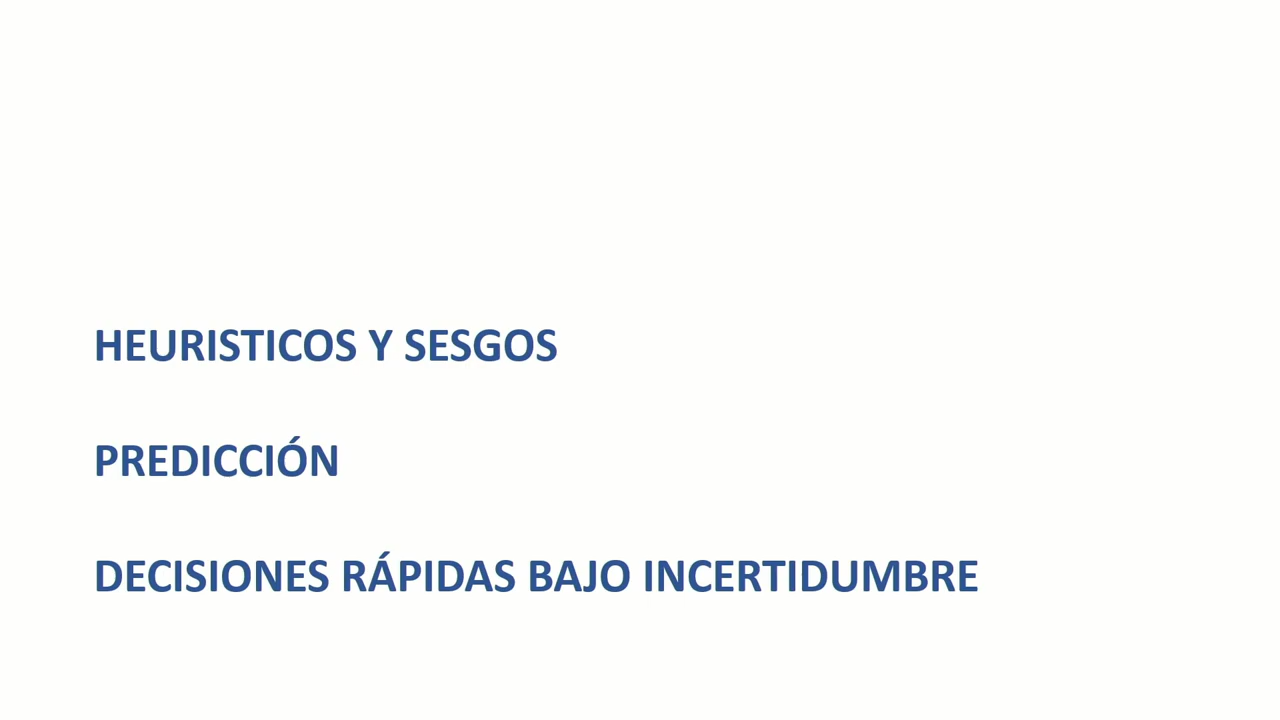 HEURISTICOS Y SESGOS
PREDICCIÓN
DECISIONES RÁPIDAS BAJO INCERTIDUMBRE